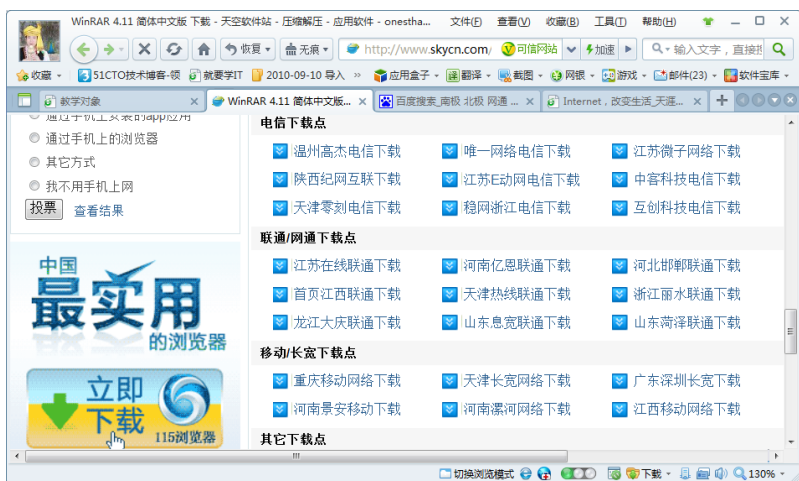 WinRAR 4.11 简体中文版 下载 - 天空软件站 - 压缩解压 - 应用软件 - onestha... 文件(F) 查看(V) 收藏(B) 工具(T) 帮助(H)
恢复 无痕 http://www.skycn.com/ 可信网站 加速 输入文字，直接搜 Q
收藏 51CTO技术博客-领 就要学IT 2010-09-10 导入 » 应用盒子 翻译 截图 网银 游戏 邮件(23) 软件宝库
教学对象 WinRAR 4.11 简体中文版... 百度搜索_南极 北极 网通 ... Internet，改变生活_天涯...
通过手机上安装的app应用
通过手机上的浏览器
其它方式
我不用手机上网
投票 查看结果
中国
最实用
的浏览器
立即
下载
115浏览器
电信下载点
温州高杰电信下载 唯一网络电信下载 江苏微子网络下载
陕西纪网互联下载 江苏E动网电信下载 中客科技电信下载
天津零刻电信下载 稳网浙江电信下载 互创科技电信下载
联通/网通下载点
江苏在线联通下载 河南亿恩联通下载 河北邯郸联通下载
首页江西联通下载 天津热线联通下载 浙江丽水联通下载
龙江大庆联通下载 山东息宽联通下载 山东菏泽联通下载
移动/长宽下载点
重庆移动网络下载 天津长宽网络下载 广东深圳长宽下载
河南景安移动下载 河南漯河网络下载 江西移动网络下载
其它下载点
切换浏览模式 下载 130%